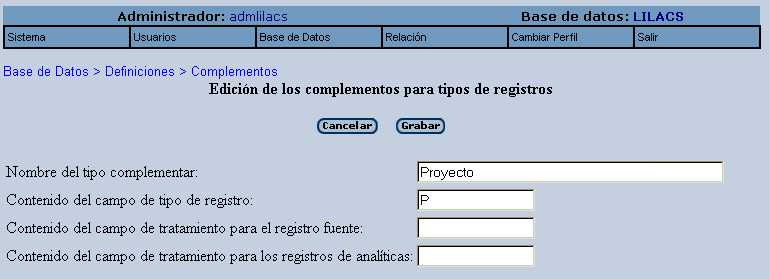 Administrador: admlilacs Base de datos: LILACS
Sistema Usuarios Base de Datos Relación Cambiar Perfil Salir
Base de Datos > Definiciones > Complementos
Edición de los complementos para tipos de registros
Cancelar Grabar
Nombre del tipo complementar: Proyecto
Contenido del campo de tipo de registro: P
Contenido del campo de tratamiento para el registro fuente:
Contenido del campo de tratamiento para los registros de analíticas: